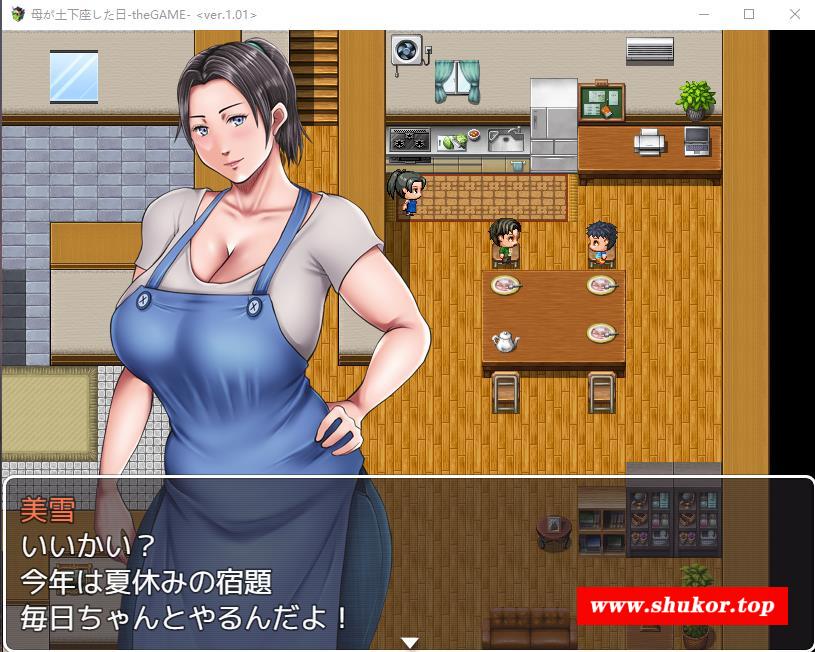 母が土下座した日-theGAME- <ver.1.01>
美雪
いいかい？
今年は夏休みの宿題
毎日ちゃんとやるんだよ！
www.shukor.top